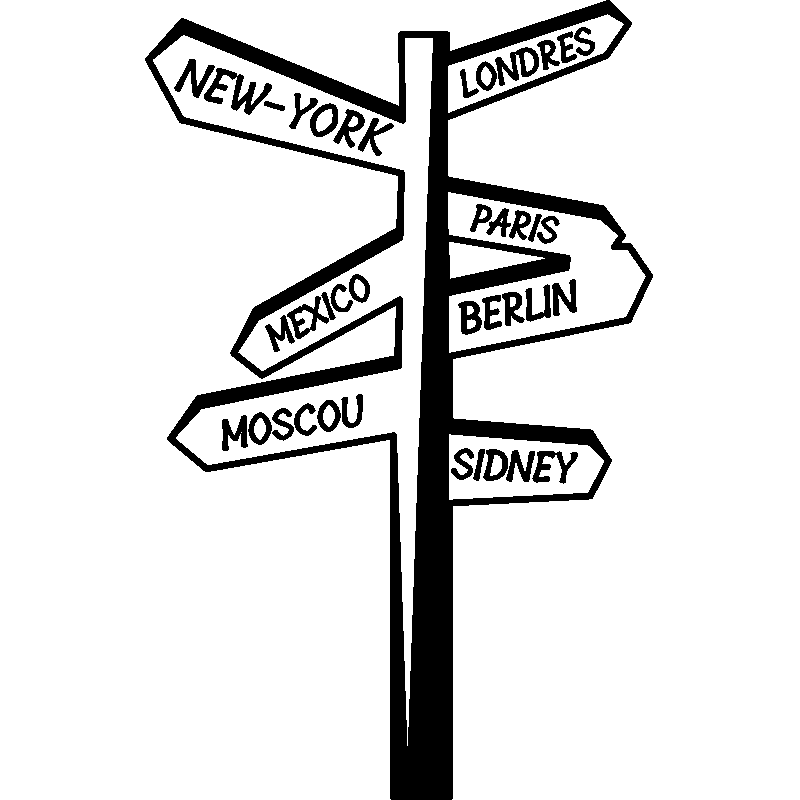 LONDRES
NEW-YORK
PARIS
MEXICO
BERLIN
MOSCOU
SIDNEY